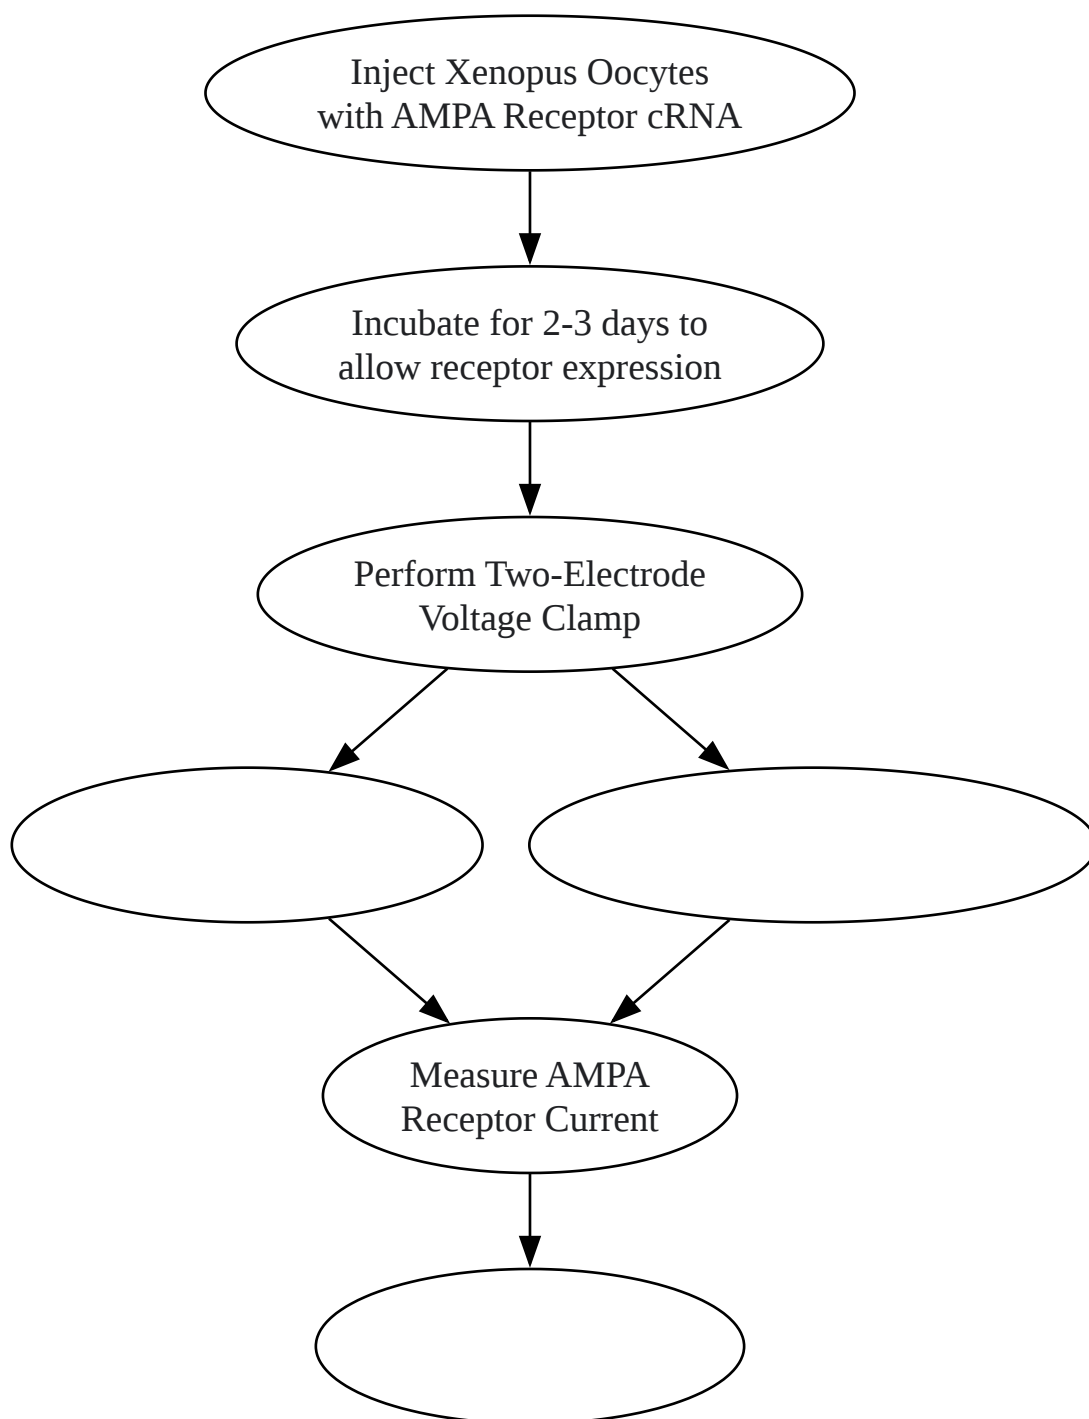 Inject Xenopus Oocytes
with AMPA Receptor cRNA
Incubate for 2-3 days to
allow receptor expression
Perform Two-Electrode
Voltage Clamp
Measure AMPA
Receptor Current